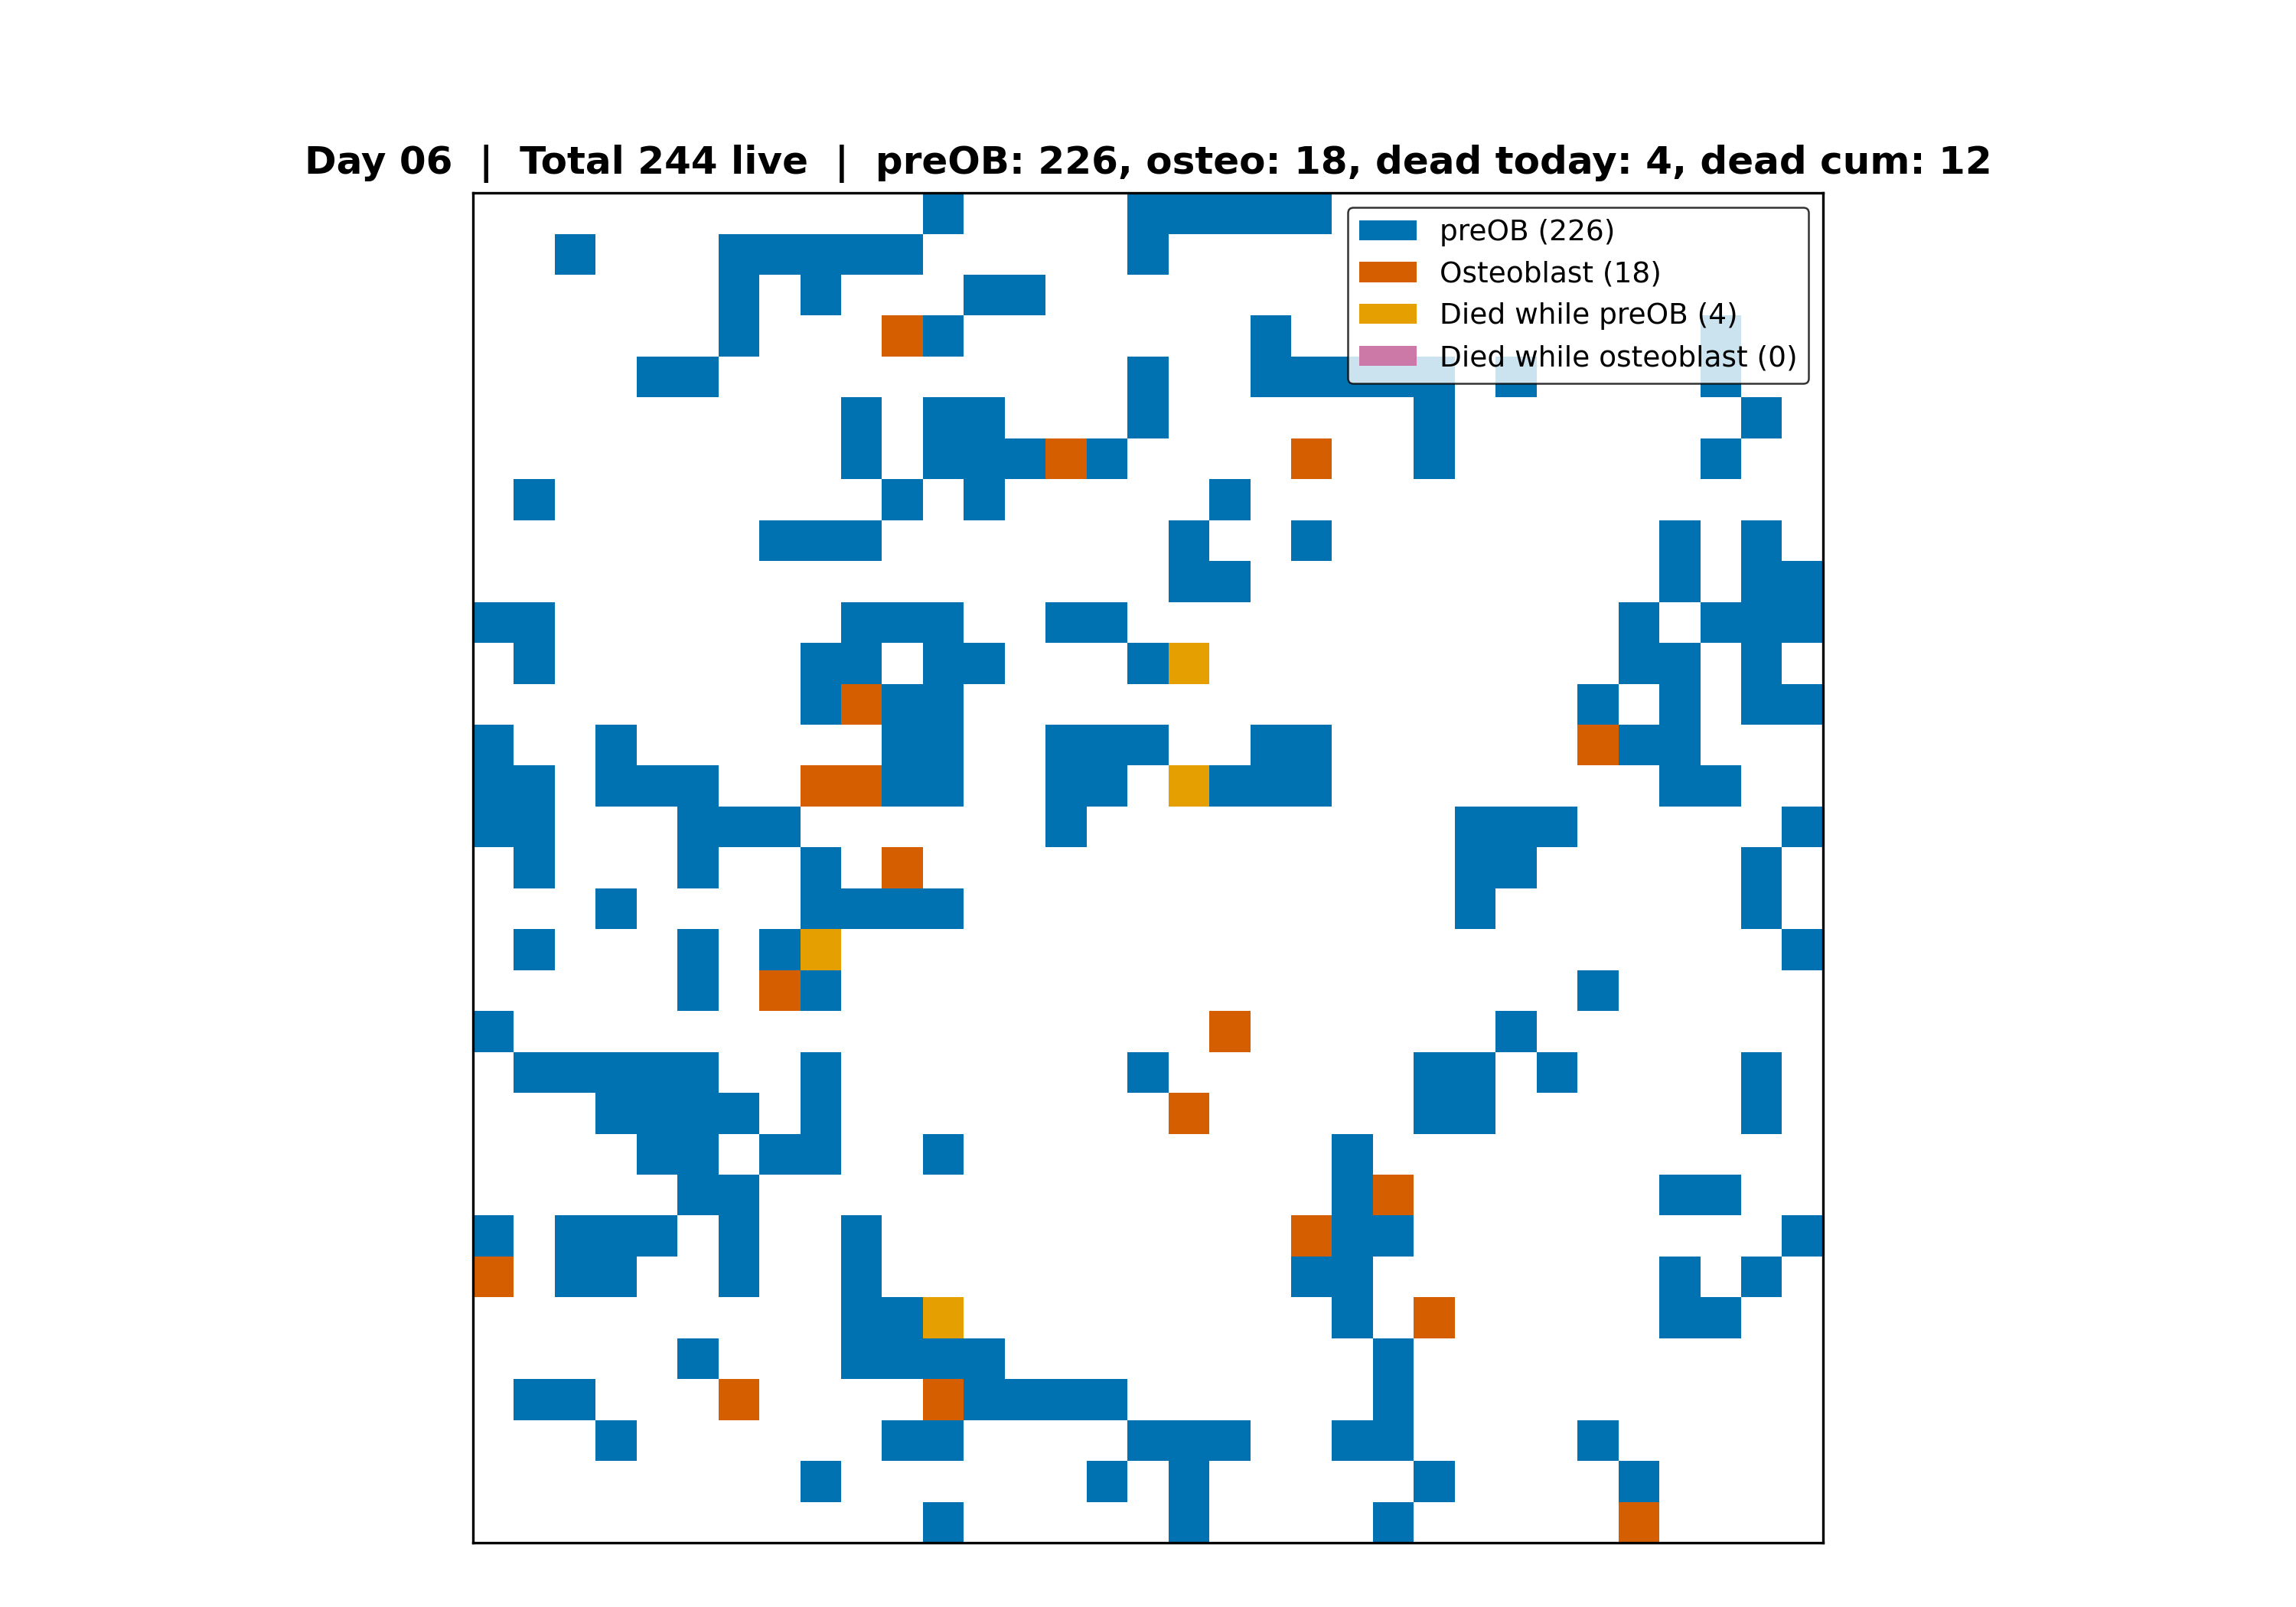 Day 06 | Total 244 live | preOB: 226, osteo: 18, dead today: 4, dead cum: 12
preOB (226)
Osteoblast (18)
Died while preOB (4)
Died while osteoblast (0)